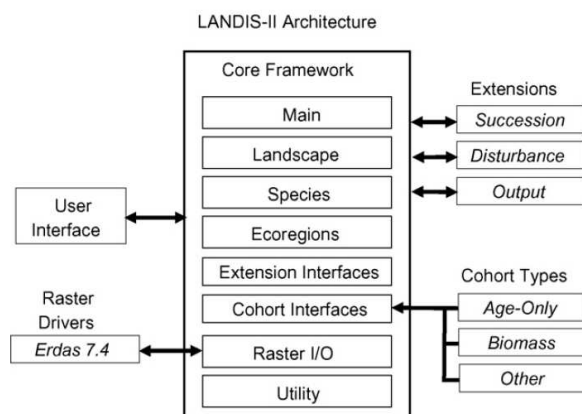 LANDIS-II Architecture
Core Framework
Main
Landscape
Species
Ecoregions
Extension Interfaces
Cohort Interfaces
Raster I/O
Utility
User
Interface
Raster
Drivers
Erdas 7.4
Extensions
Succession
Disturbance
Output
Cohort Types
Age-Only
Biomass
Other